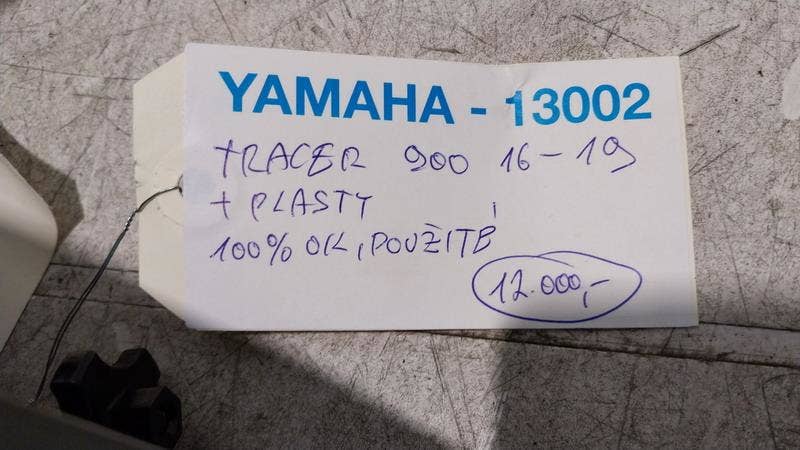 YAMAHA - 13002
TRACER 900 16-19
+ PLASTY
100% OK, POUŽITÉ
12.000,-